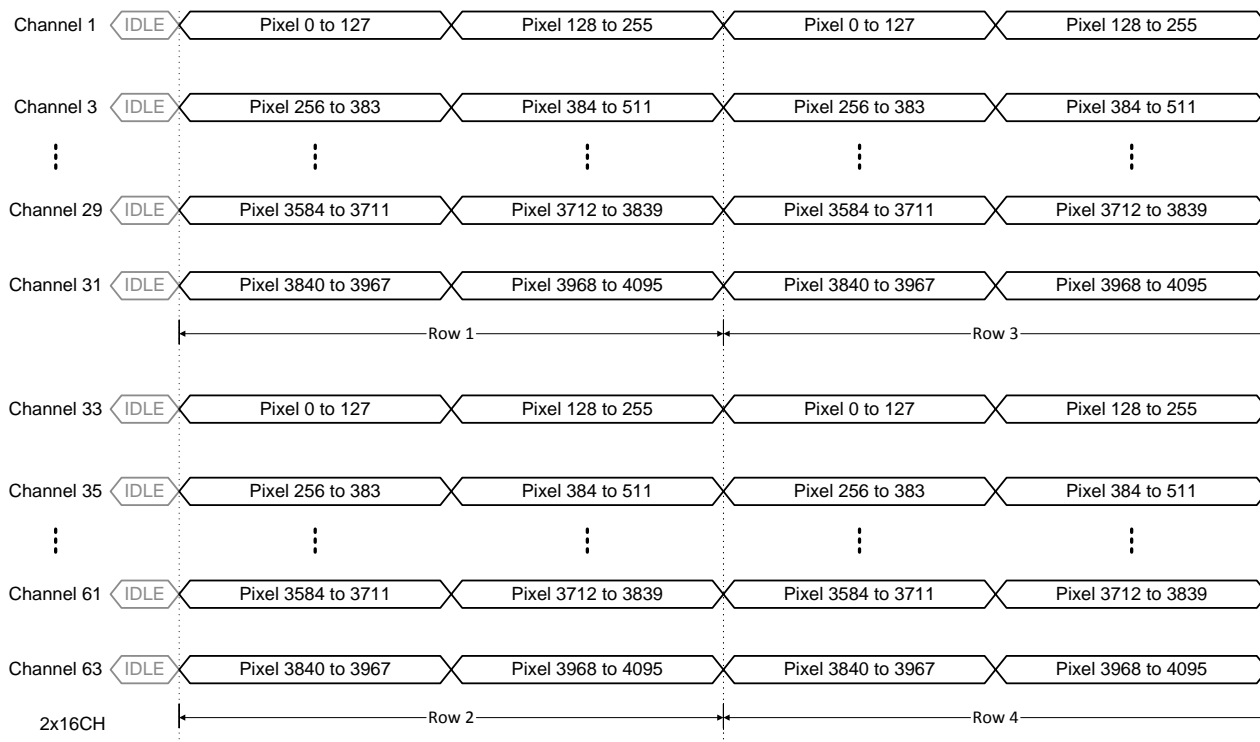 Channel 1 IDLE Pixel 0 to 127 Pixel 128 to 255 Pixel 0 to 127 Pixel 128 to 255
Channel 3 IDLE Pixel 256 to 383 Pixel 384 to 511 Pixel 256 to 383 Pixel 384 to 511
Channel 29 IDLE Pixel 3584 to 3711 Pixel 3712 to 3839 Pixel 3584 to 3711 Pixel 3712 to 3839
Channel 31 IDLE Pixel 3840 to 3967 Pixel 3968 to 4095 Pixel 3840 to 3967 Pixel 3968 to 4095
Row 1 Row 3
Channel 33 IDLE Pixel 0 to 127 Pixel 128 to 255 Pixel 0 to 127 Pixel 128 to 255
Channel 35 IDLE Pixel 256 to 383 Pixel 384 to 511 Pixel 256 to 383 Pixel 384 to 511
Channel 61 IDLE Pixel 3584 to 3711 Pixel 3712 to 3839 Pixel 3584 to 3711 Pixel 3712 to 3839
Channel 63 IDLE Pixel 3840 to 3967 Pixel 3968 to 4095 Pixel 3840 to 3967 Pixel 3968 to 4095
2x16CH Row 2 Row 4